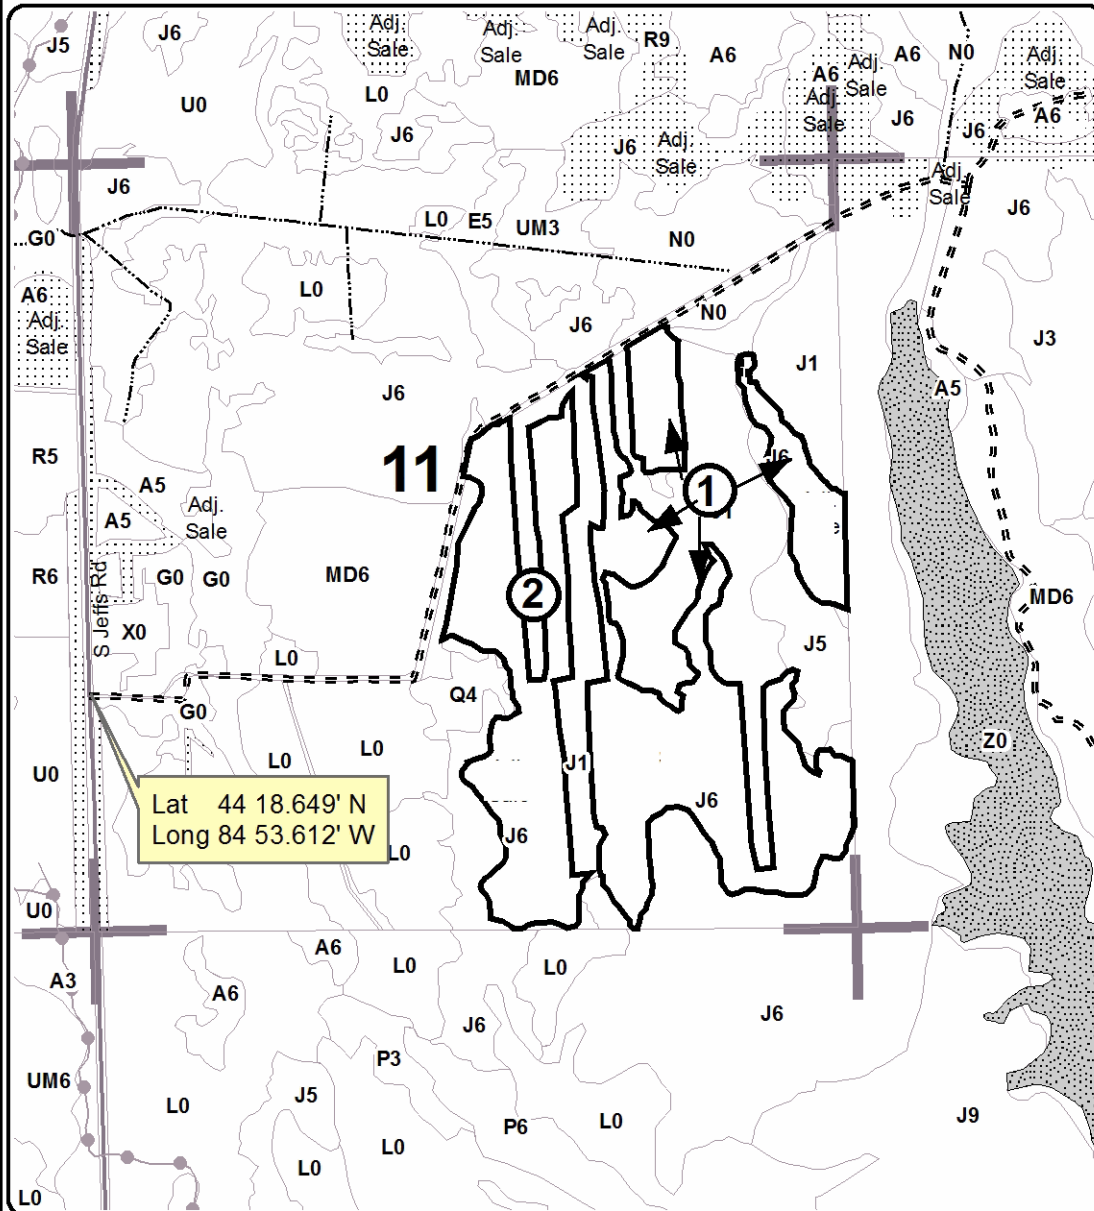 J5
J6
Adj.
Sale
Adj.
Sale
Adj.
Sale
R9
A6
A6
N0
Adj.
Sale
U0
L0
MD6
A6
Adj.
Sale
Adj.
Sale
J6
J6
A6
J6
J6
Adj.
Sale
J6
Adj.
Sale
J6
G0
L0
E5
UM3
N0
A6
Adj.
Sale
L0
J6
N0
J1
J3
J6
A5
11
R5
A5
A5
Adj.
Sale
1
J6
R6
G0
G0
MD6
2
MD6
S Jeffs Rd
X0
L0
J5
Q4
G0
Z0
U0
L0
L0
J1
J6
Lat 44 18.649' N
Long 84 53.612' W
J6
L0
U0
A3
A6
L0
L0
A6
J6
J6
P3
UM6
L0
J5
P6
L0
J9
L0
L0
L0